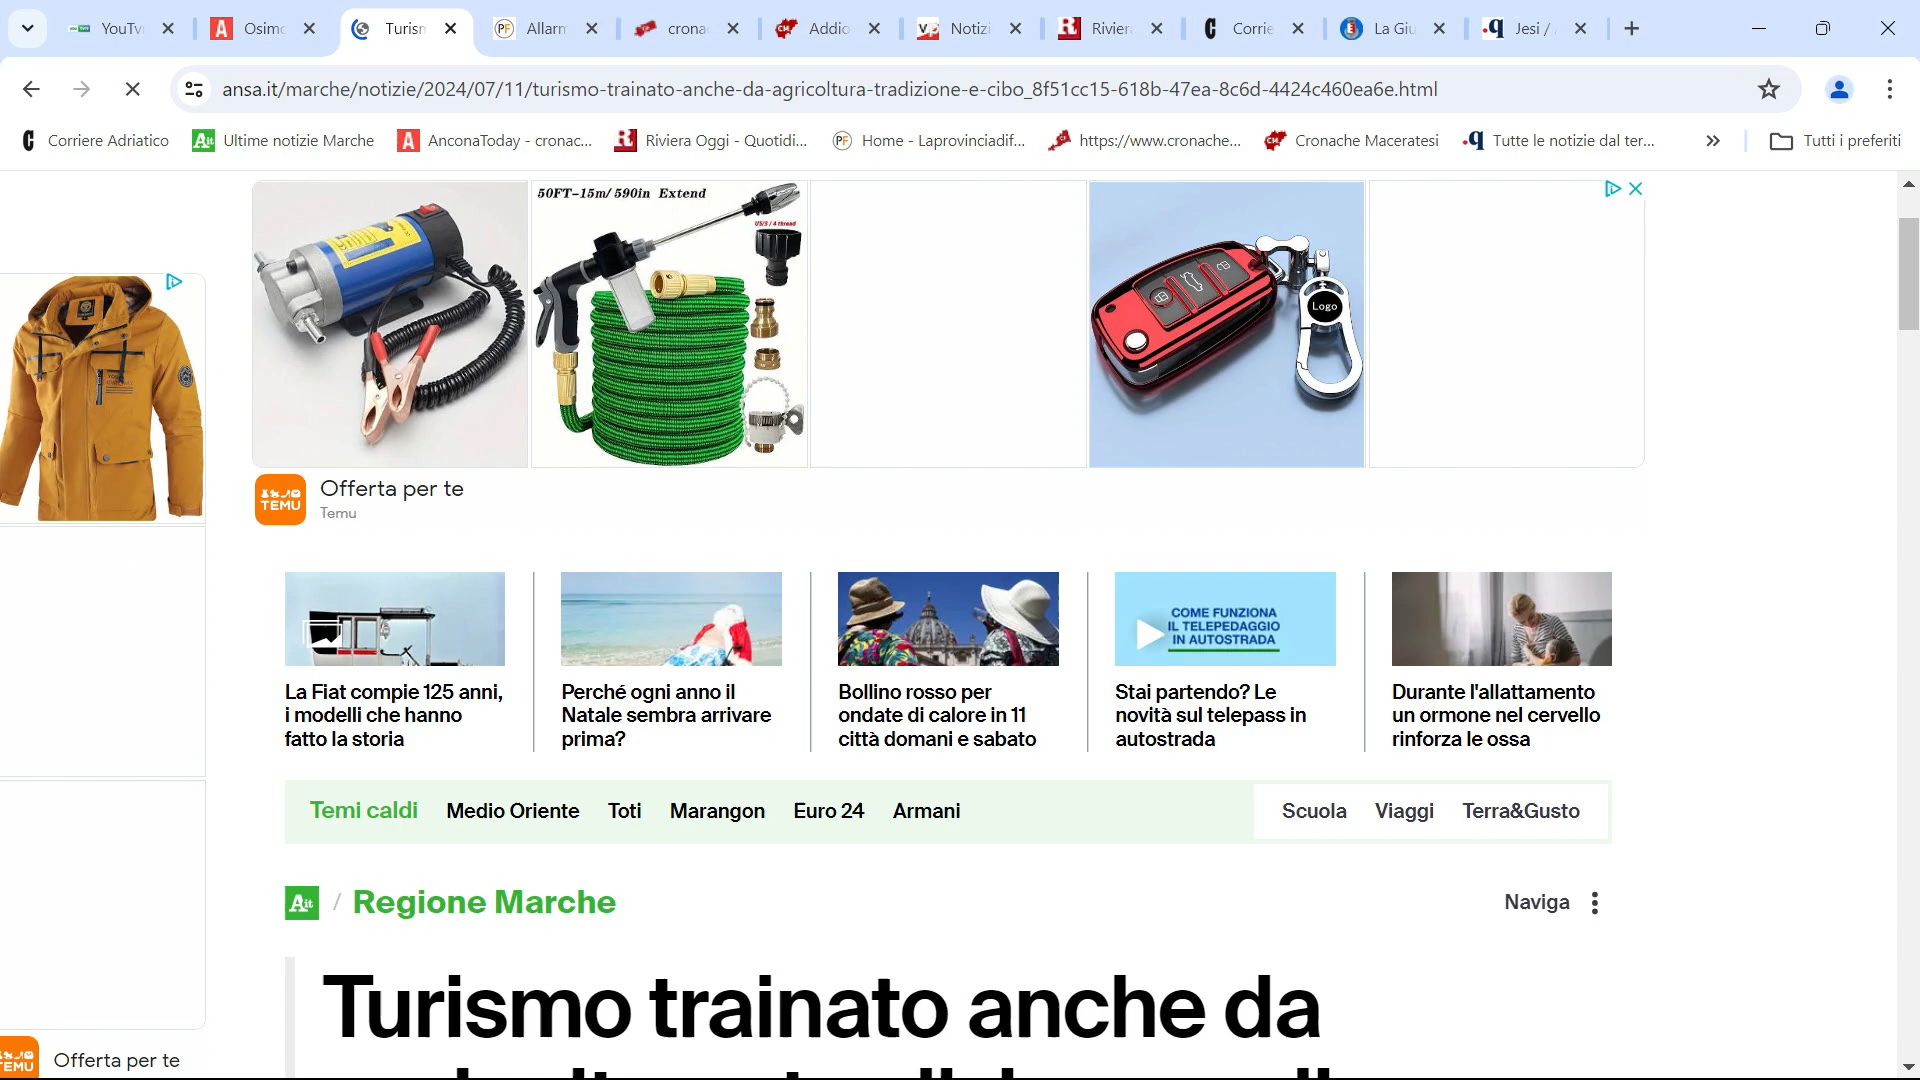 YouTv
Osimo
Turism
Allarm
crona
Addio
Notizi
Riviera
Corrie
La Giu
Jesi /
ansa.it/marche/notizie/2024/07/11/turismo-trainato-anche-da-agricoltura-tradizione-e-cibo_8f51cc15-618b-47ea-8c6d-4424c460ea6e.html
Corriere Adriatico
Ultime notizie Marche
AnconaToday - cronac...
Riviera Oggi - Quotidi...
Home - Laprovinciadif...
https://www.cronache...
Cronache Maceratesi
Tutte le notizie dal ter...
Tutti i preferiti
50FT-15m/590in Extend
Logo
TEMU
Offerta per te
Temu
COME FUNZIONA
IL TELEPEDAGGIO
IN AUTOSTRADA
La Fiat compie 125 anni,
i modelli che hanno
fatto la storia
Perché ogni anno il
Natale sembra arrivare
prima?
Bollino rosso per
ondate di calore in 11
città domani e sabato
Stai partendo? Le
novità sul telepass in
autostrada
Durante l'allattamento
un ormone nel cervello
rinforza le ossa
Temi caldi
Medio Oriente
Toti
Marangon
Euro 24
Armani
Scuola
Viaggi
Terra&Gusto
Ait / Regione Marche
Naviga
Turismo trainato anche da
TEMU
Offerta per te